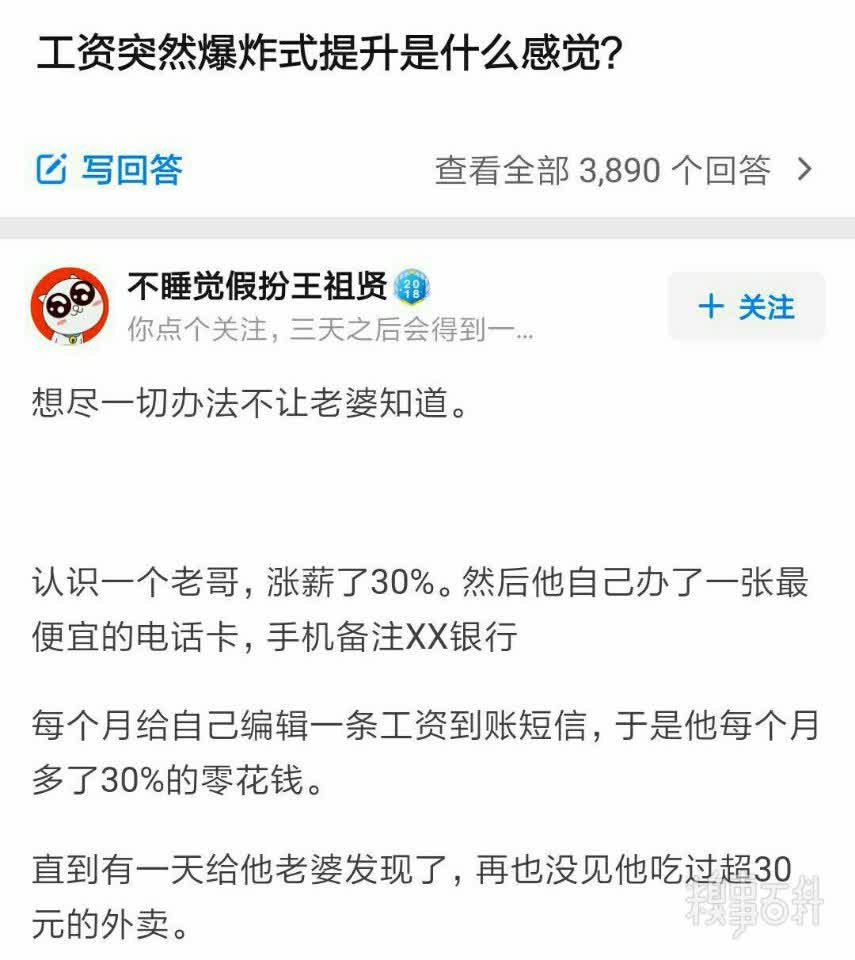 工资突然爆炸式提升是什么感觉?
写回答
查看全部 3,890 个回答
不睡觉假扮王祖贤
2018
你点个关注，三天之后会得到一...
+ 关注
想尽一切办法不让老婆知道。
认识一个老哥，涨薪了30%。然后他自己办了一张最
便宜的电话卡，手机备注XX银行
每个月给自己编辑一条工资到账短信，于是他每个月
多了30%的零花钱。
直到有一天给他老婆发现了，再也没见他吃过超30
元的外卖。